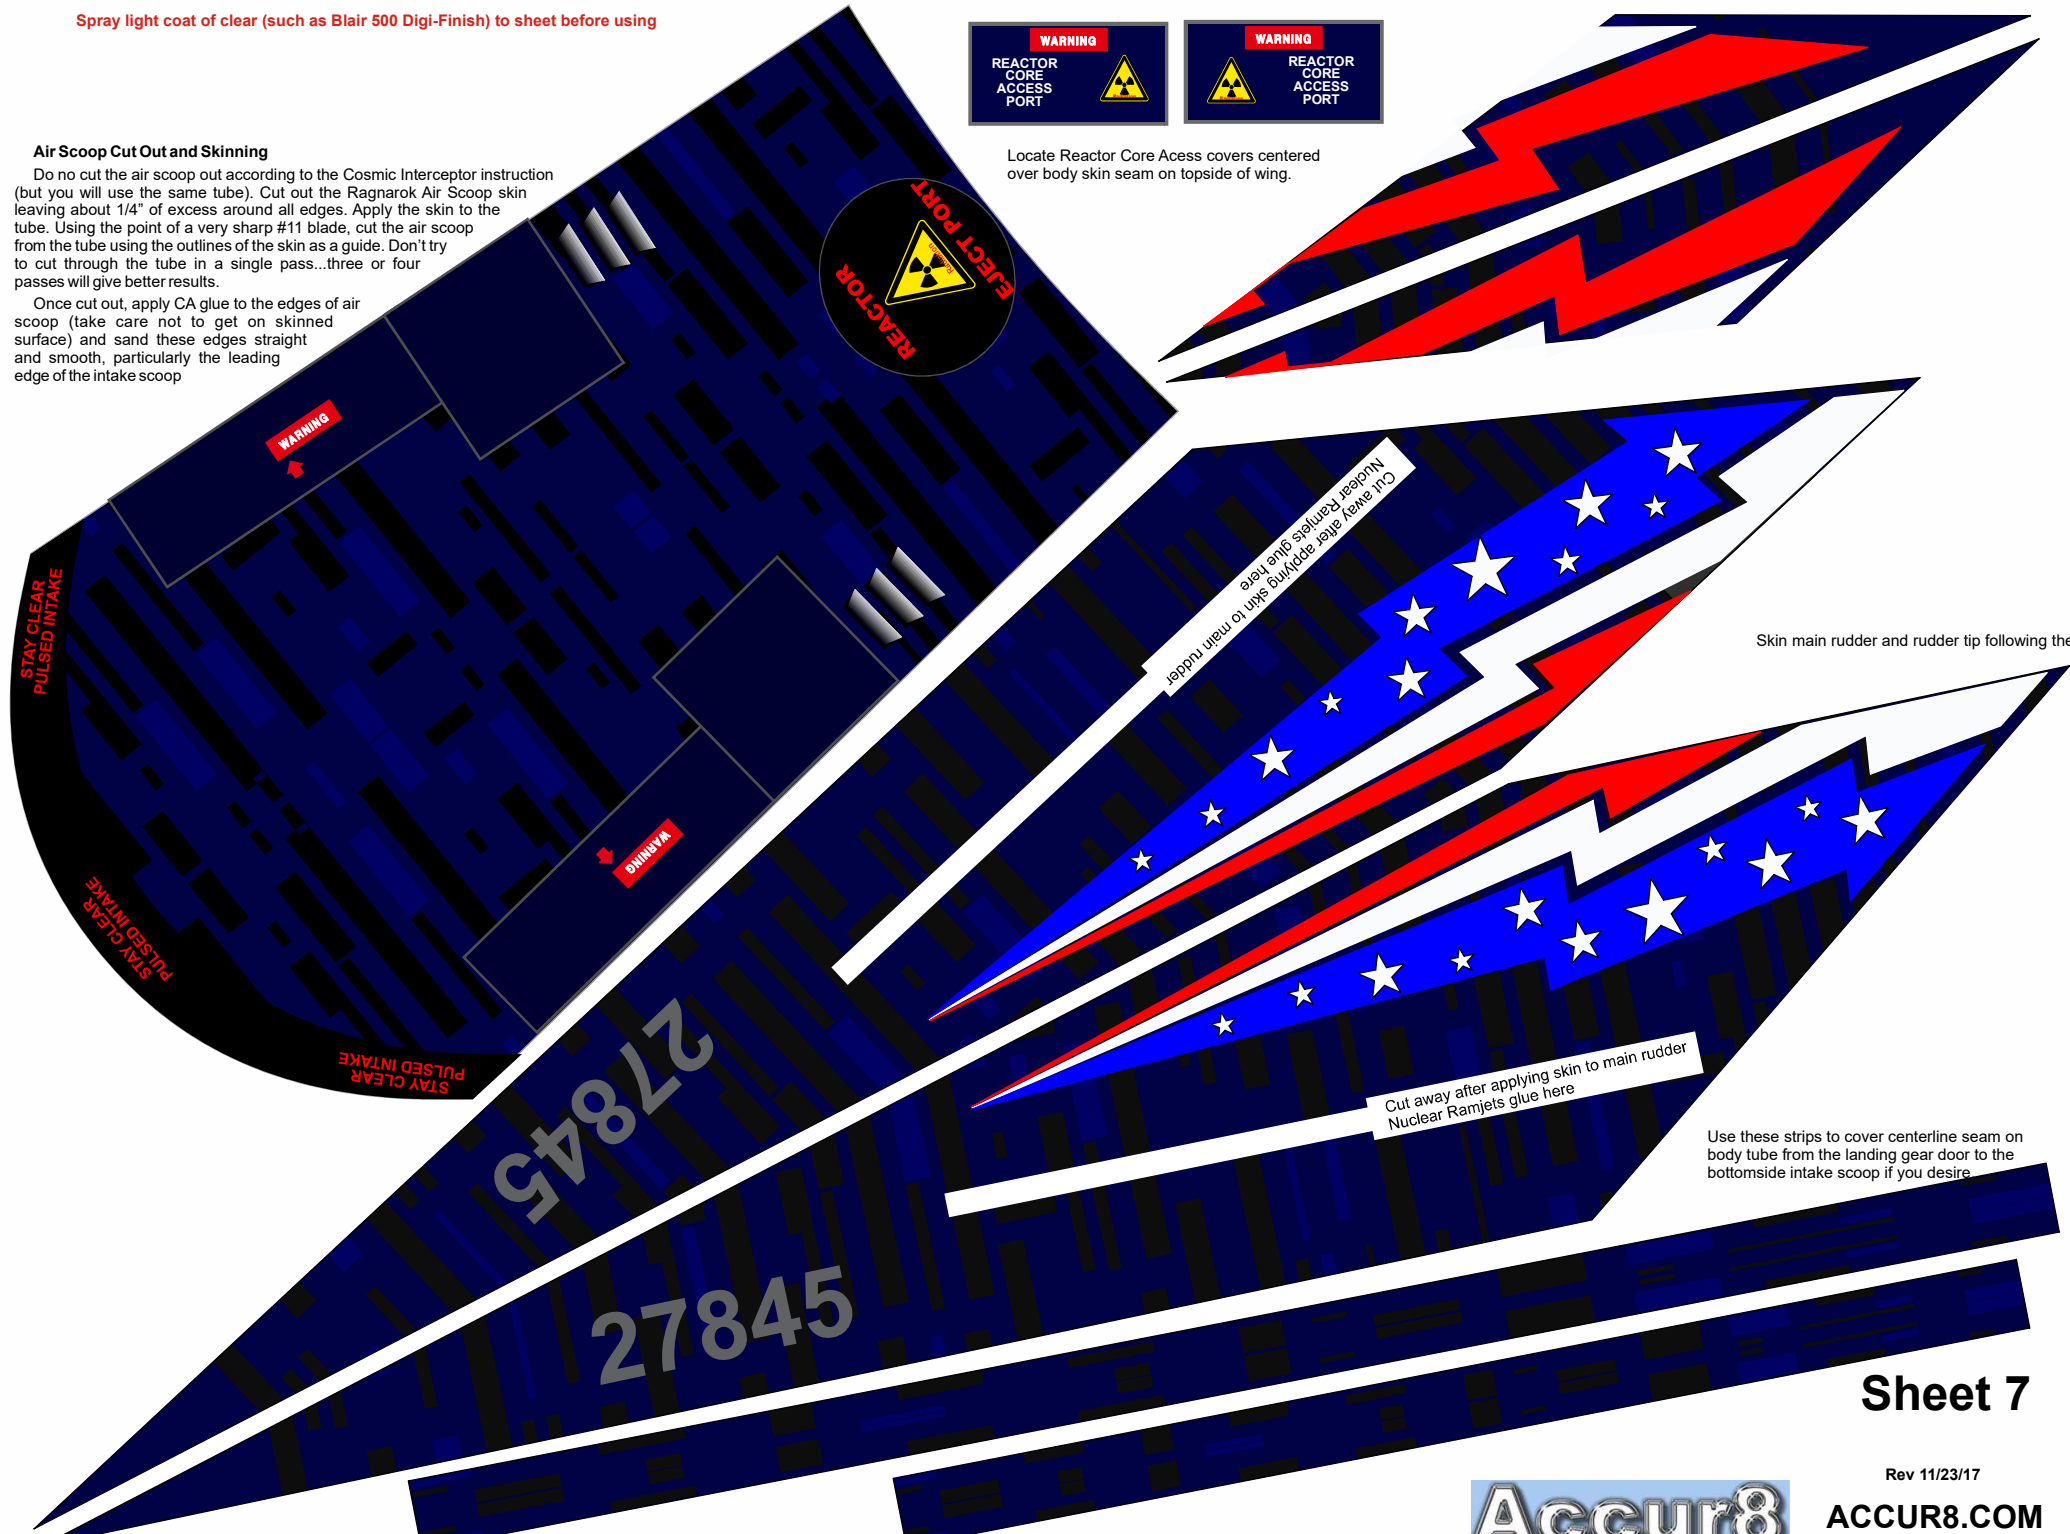 Spray light coat of clear (such as Blair 500 Digi-Finish) to sheet before using
WARNING
REACTOR
CORE
ACCESS
PORT
WARNING
REACTOR
CORE
ACCESS
PORT
Locate Reactor Core Acess covers centered
over body skin seam on topside of wing.
Air Scoop Cut Out and Skinning
Do no cut the air scoop out according to the Cosmic Interceptor instruction
(but you will use the same tube). Cut out the Ragnarok Air Scoop skin
leaving about 1/4” of excess around all edges. Apply the skin to the
tube. Using the point of a very sharp #11 blade, cut the air scoop
from the tube using the outlines of the skin as a guide. Don’t try
to cut through the tube in a single pass...three or four
passes will give better results.
Once cut out, apply CA glue to the edges of air
scoop (take care not to get on skinned
surface) and sand these edges straight
and smooth, particularly the leading
edge of the intake scoop
REACTOR
EJECT PORT
Radiation
WARNING
WARNING
STAY CLEAR
PULSED INTAKE
STAY CLEAR
PULSED INTAKE
STAY CLEAR
PULSED INTAKE
Cut away after applying skin to main rudder
Nuclear Ramjets glue here
Skin main rudder and rudder tip following the
Cut away after applying skin to main rudder
Nuclear Ramjets glue here
27845
27845
Use these strips to cover centerline seam on
body tube from the landing gear door to the
bottomside intake scoop if you desire
Sheet 7
Rev 11/23/17
Accur8
ACCUR8.COM